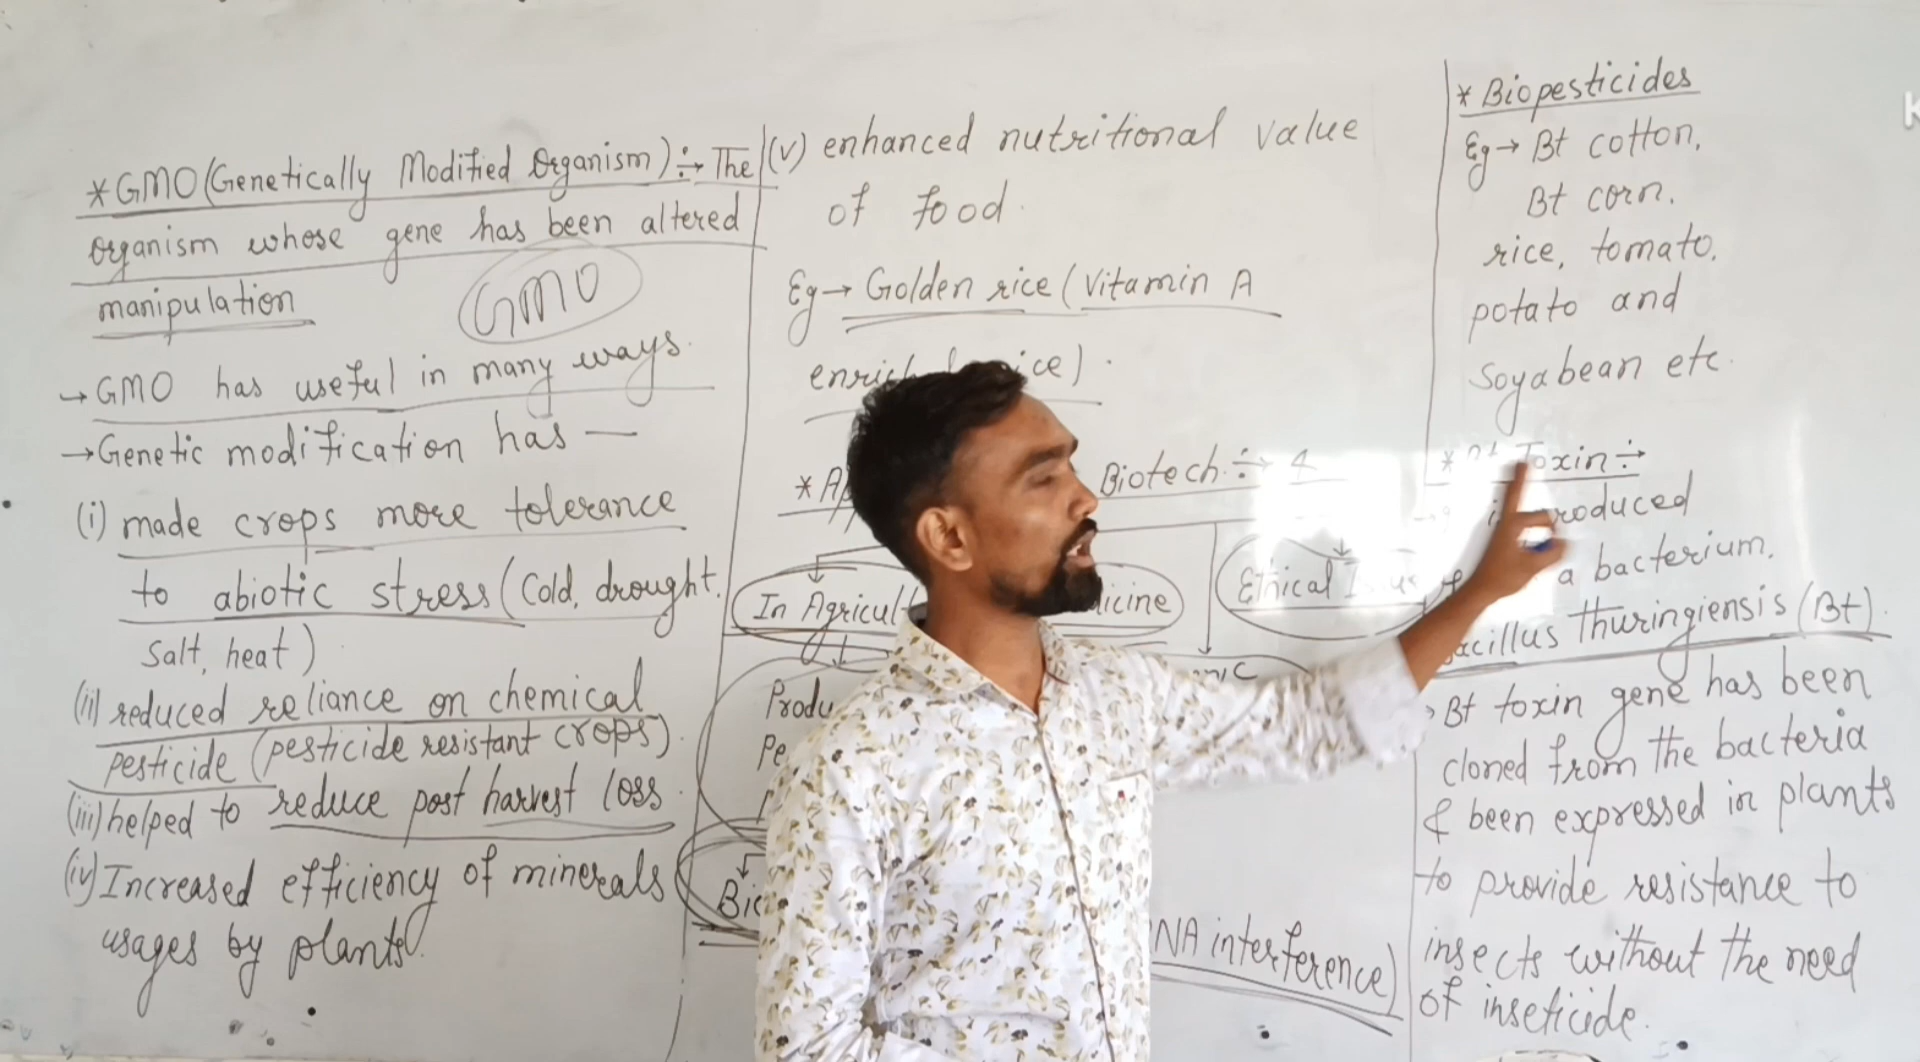 *GMO (Genetically Modified Organism) ÷→ The
organism whose gene has been altered
manipulation
GMO
→ GMO has useful in many ways.
→ Genetic modification has —
(i) made crops more tolerance
to abiotic stress (Cold, drought,
Salt, heat)
(ii) reduced reliance on chemical
pesticide (pesticide resistant crops).
(iii) helped to reduce post harvest loss.
(iv) Increased efficiency of minerals
usages by plants.
(v) enhanced nutritional value
of food.
Eg → Golden rice (Vitamin A
Biotech. ÷→ 4
In
Ethical
NA interference)
* Biopesticides
Eg → Bt cotton,
Bt corn,
rice, tomato,
potato and
Soyabean etc.
* Toxin ÷→
a bacterium,
thuringiensis (Bt).
→ Bt toxin gene has been
cloned from the bacteria
& been expressed in plants
to provide resistance to
insects without the need
of inseticide.
K